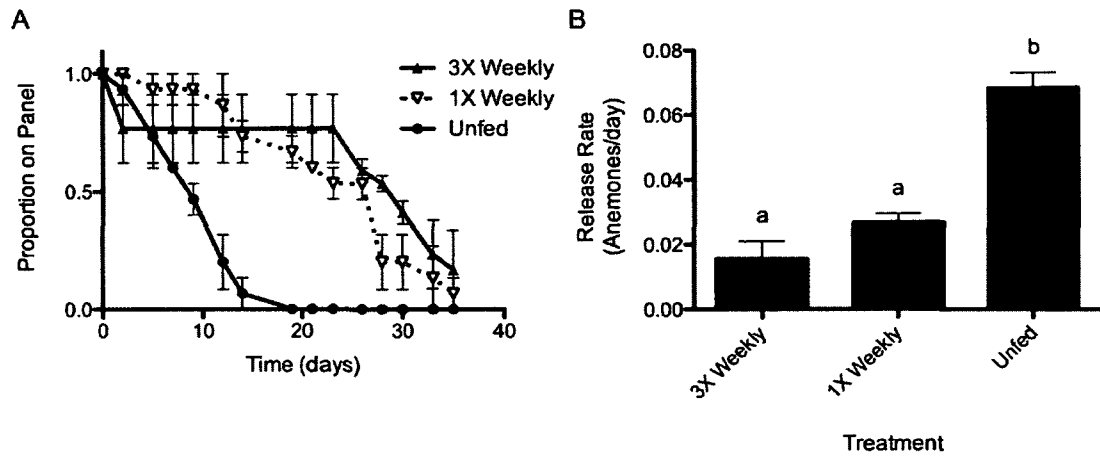 A
1.0
0.5
0.0
0
10
20
30
40
Proportion on Panel
Time (days)
3X Weekly
1X Weekly
Unfed
B
0.08
0.06
0.04
0.02
0.00
Release Rate
(Anemones/day)
a
a
b
3X Weekly
1X Weekly
Unfed
Treatment